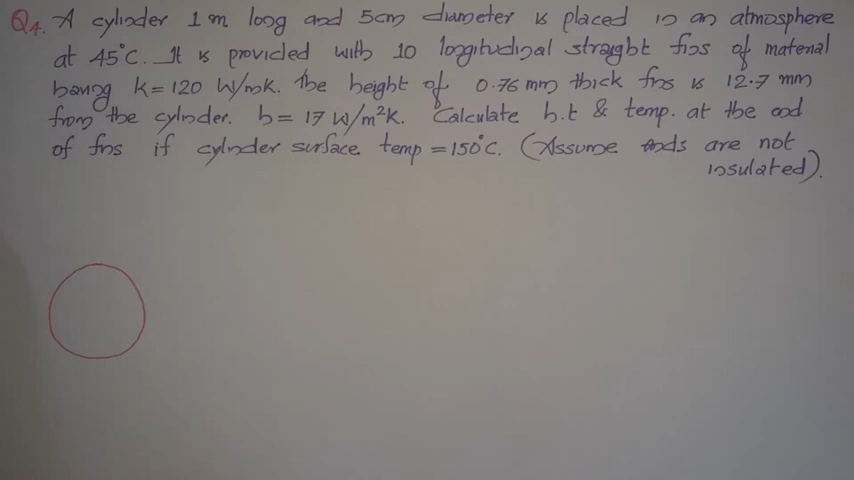 Q4. A cylinder 1 m long and 5cm diameter is placed in an atmosphere
at 45°C. It is provided with 10 longitudinal straight fins of material
having k = 120 W/mK. The height of 0.76 mm thick fins is 12.7 mm
from the cylinder. h = 17 W/m²K. Calculate h.t & temp. at the end
of fins if cylinder surface temp = 150°C. (Assume ends are not
insulated).